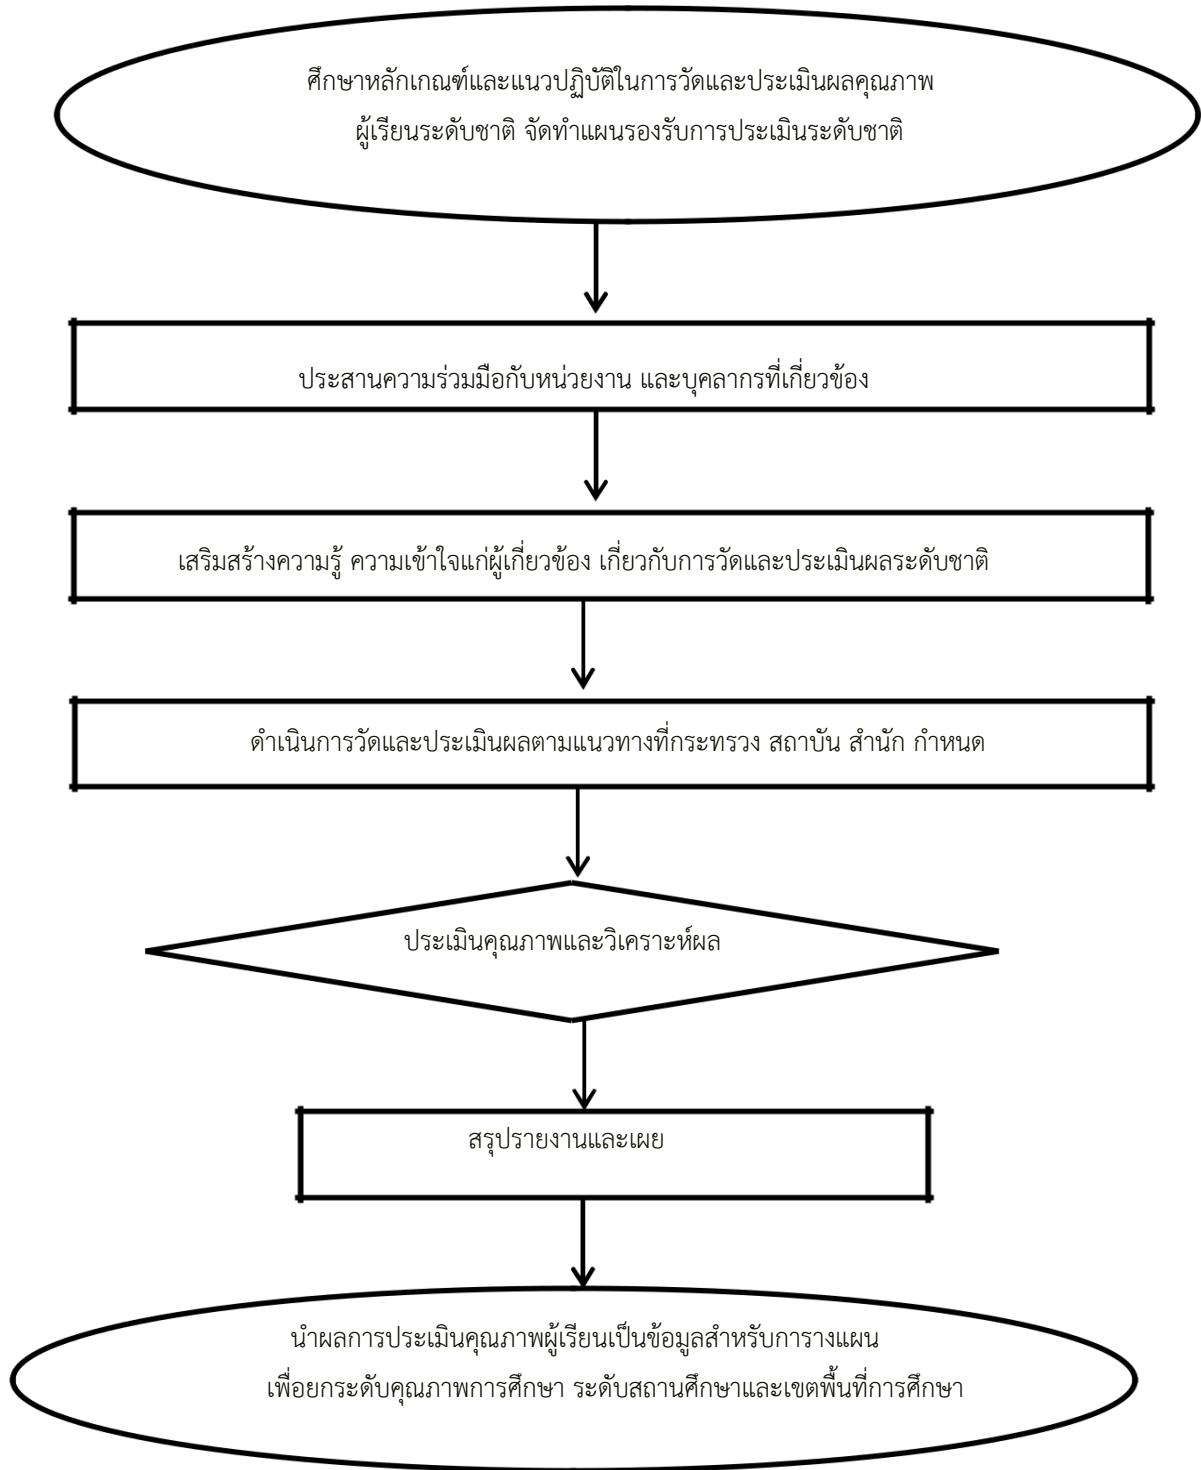 ศึกษาหลักเกณฑ์และแนวปฏิบัติในการวัดและประเมินผลคุณภาพ
ผู้เรียนระดับชาติ จัดทำแผนรองรับการประเมินระดับชาติ
ประสานความร่วมมือกับหน่วยงาน และบุคลากรที่เกี่ยวข้อง
เสริมสร้างความรู้ ความเข้าใจแก่ผู้เกี่ยวข้อง เกี่ยวกับการวัดและประเมินผลระดับชาติ
ดำเนินการวัดและประเมินผลตามแนวทางที่กระทรวง สถาบัน สำนัก กำหนด
ประเมินคุณภาพและวิเคราะห์ผล
สรุปรายงานและเผย
นำผลการประเมินคุณภาพผู้เรียนเป็นข้อมูลสำหรับการางแผน
เพื่อยกระดับคุณภาพการศึกษา ระดับสถานศึกษาและเขตพื้นที่การศึกษา